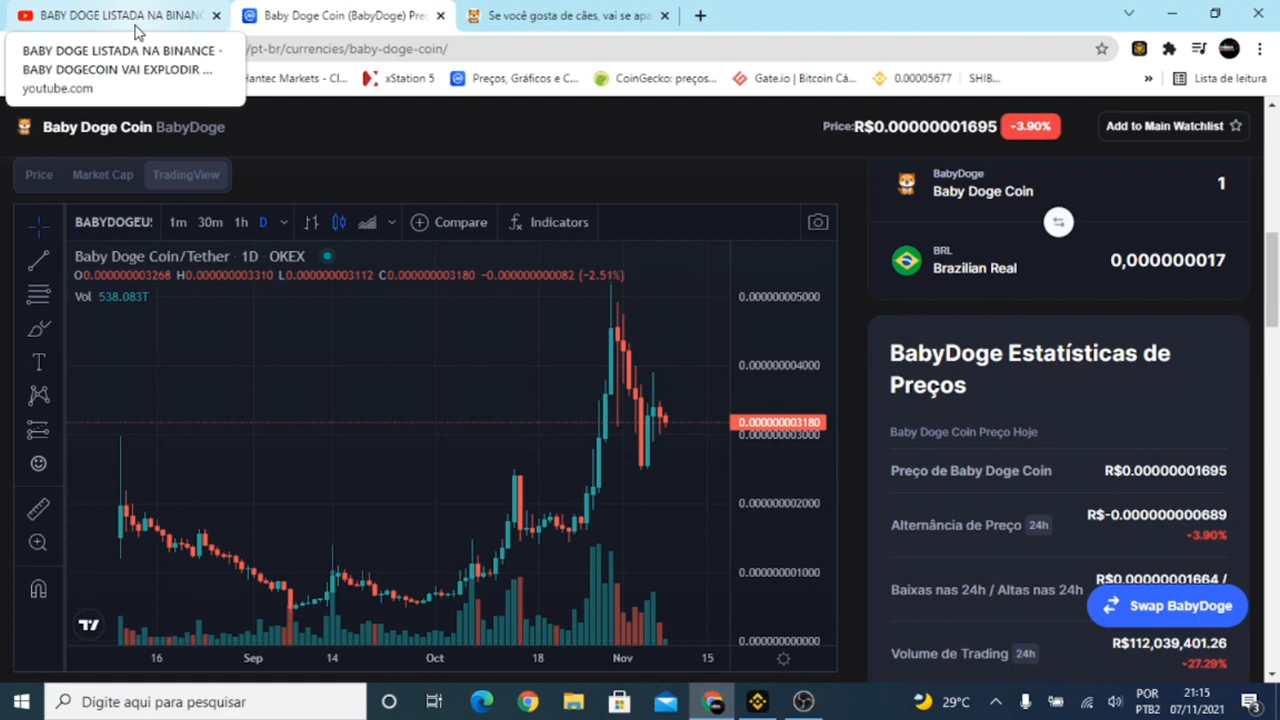 BABY DOGE LISTADA NA BINANC
Baby Doge Coin (BabyDoge) Pre
Se você gosta de cães, vai se apa
BABY DOGE LISTADA NA BINANCE -
BABY DOGECOIN VAI EXPLODIR ...
youtube.com
/pt-br/currencies/baby-doge-coin/
Hantec Markets - Cl...
xStation 5
Preços, Gráficos e C...
CoinGecko: preços...
Gate.io | Bitcoin Câ...
0.00005677
SHIB...
»
Lista de leitura
Baby Doge Coin BabyDoge
Price: R$0.00000001695
-3.90%
Add to Main Watchlist
Price
Market Cap
TradingView
BABYDOGEU:
1m
30m
1h
D
Compare
Indicators
Baby Doge Coin/Tether · 1D · OKEX
O0.000000003268 H0.000000003310 L0.000000003112 C0.000000003180 −0.000000000082 (−2.51%)
Vol 538.083T
0.000000005000
0.000000004000
0.000000003180
0.000000003000
0.000000002000
0.000000001000
0.000000000000
16
Sep
14
Oct
18
Nov
15
BabyDoge
Baby Doge Coin
1
BRL
Brazilian Real
0,000000017
BabyDoge Estatísticas de
Preços
Baby Doge Coin Preço Hoje
Preço de Baby Doge Coin
R$0.00000001695
Alternância de Preço 24h
R$-0.000000000689
-3.90%
Baixas nas 24h / Altas nas 24h
R$0.00000001664 /
Swap BabyDoge
Volume de Trading 24h
R$112,039,401.26
-27.29%
Digite aqui para pesquisar
29°C
POR
PTB2
21:15
07/11/2021
3